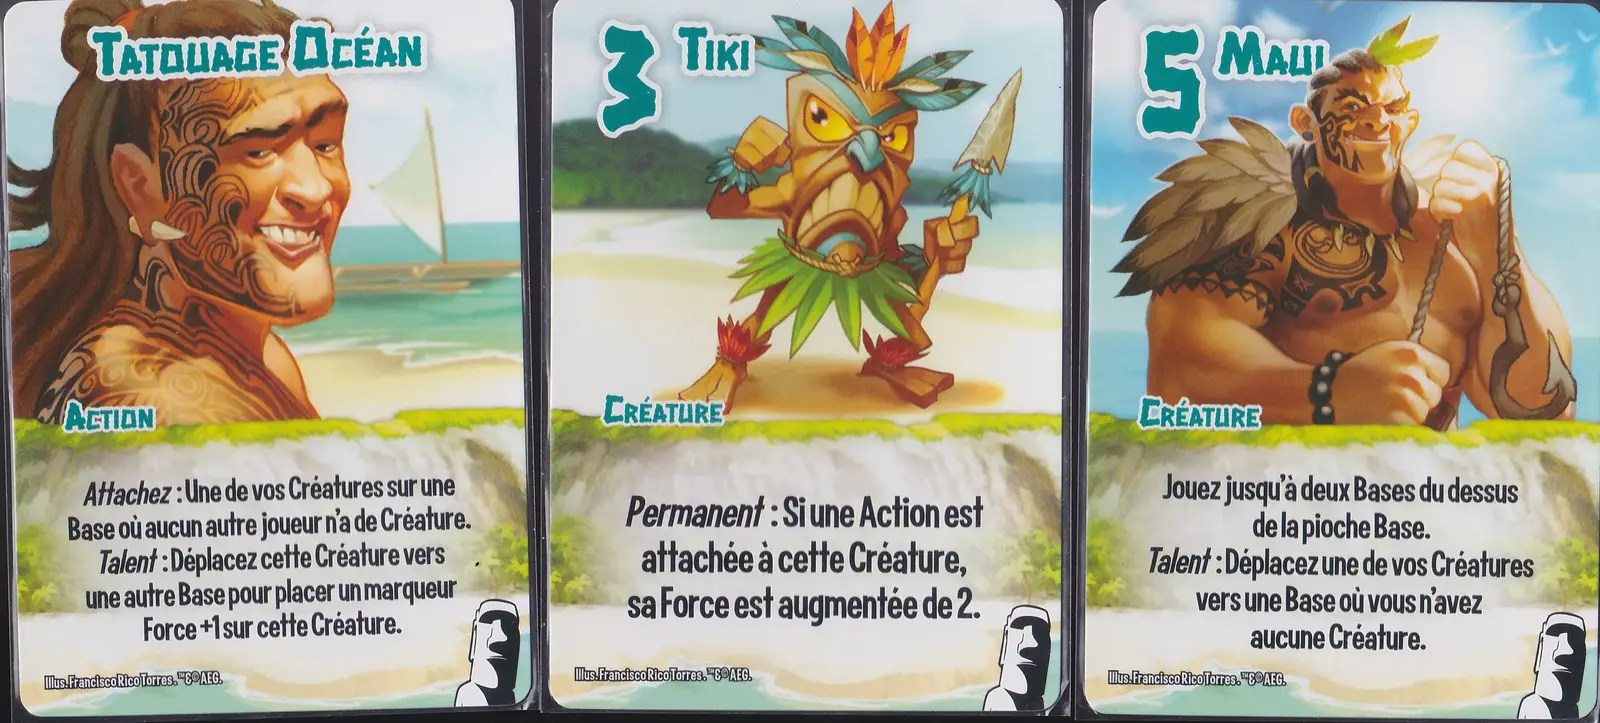 Tatouage Océan
Action
Attachez : Une de vos Créatures sur une
Base où aucun autre joueur n'a de Créature.
Talent : Déplacez cette Créature vers
une autre Base pour placer un marqueur
Force +1 sur cette Créature.
Illus. Francisco Rico Torres. ™&©AEG.
3 Tiki
Créature
Permanent : Si une Action est
attachée à cette Créature,
sa Force est augmentée de 2.
Illus. Francisco Rico Torres. ™&©AEG.
5 Maui
Créature
Jouez jusqu'à deux Bases du dessus
de la pioche Base.
Talent : Déplacez une de vos Créatures
vers une Base où vous n'avez
aucune Créature.
Illus. Francisco Rico Torres. ™&©AEG.